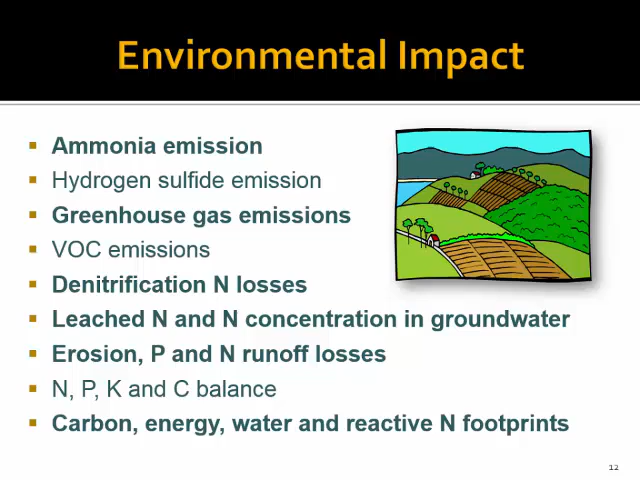 Environmental Impact
▪ Ammonia emission
▪ Hydrogen sulfide emission
▪ Greenhouse gas emissions
▪ VOC emissions
▪ Denitrification N losses
▪ Leached N and N concentration in groundwater
▪ Erosion, P and N runoff losses
▪ N, P, K and C balance
▪ Carbon, energy, water and reactive N footprints
12